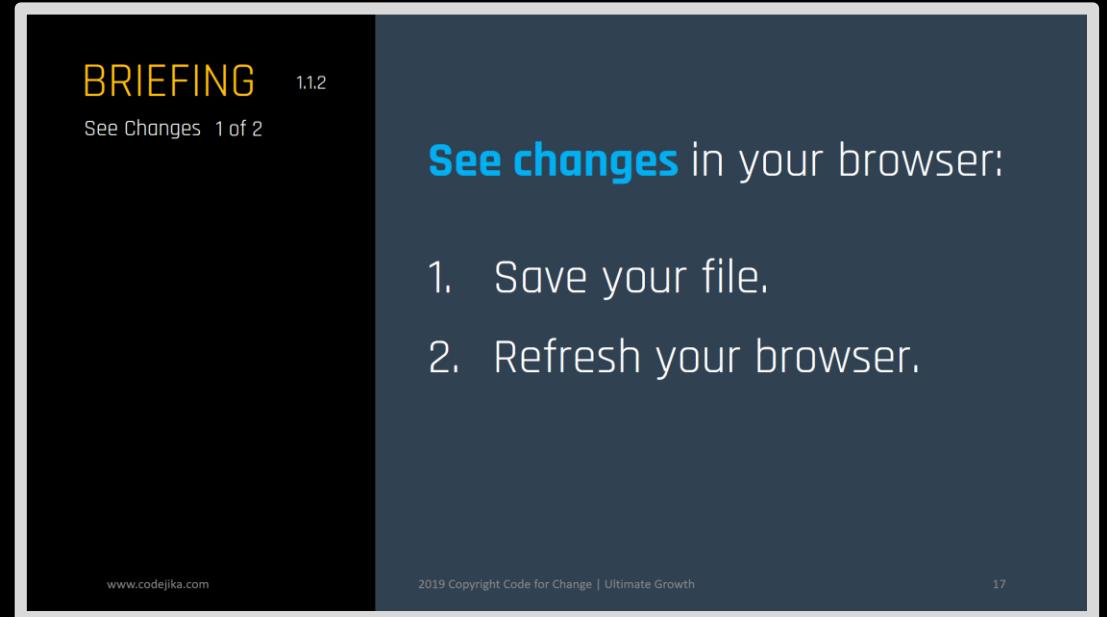 BRIEFING 1.1.2
See Changes 1 of 2
See changes in your browser:
1. Save your file.
2. Refresh your browser.
www.codejika.com
2019 Copyright Code for Change | Ultimate Growth
17